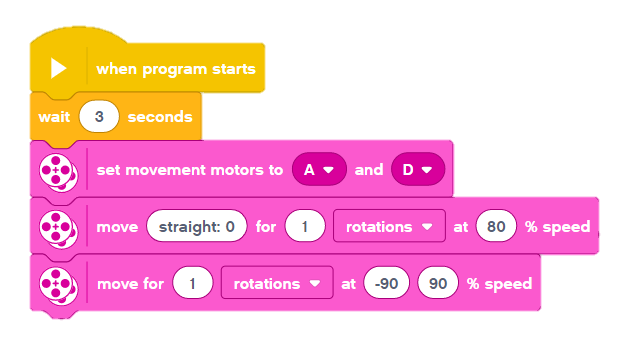 when program starts
wait 3 seconds
set movement motors to A and D
move straight: 0 for 1 rotations at 80 % speed
move for 1 rotations at -90 90 % speed